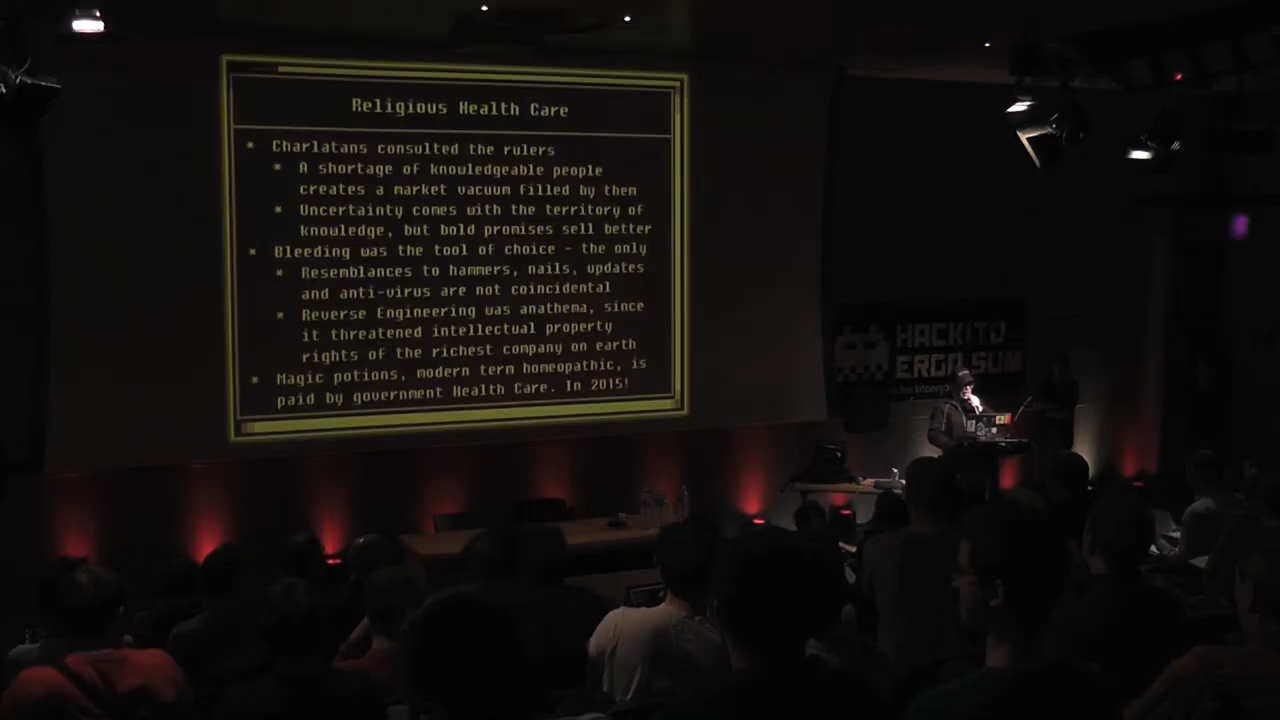 Religious Health Care
* Charlatans consulted the rulers
* A shortage of knowledgeable people
creates a market vacuum filled by them
* Uncertainty comes with the territory of
knowledge, but bold promises sell better
* Bleeding was the tool of choice - the only
* Resemblances to hammers, nails, updates
and anti-virus are not coincidental
* Reverse Engineering was anathema, since
it threatened intellectual property
rights of the richest company on earth
* Magic potions, modern term homeopathic, is
paid by government Health Care. In 2015!
HACKITO
ERGO SUM